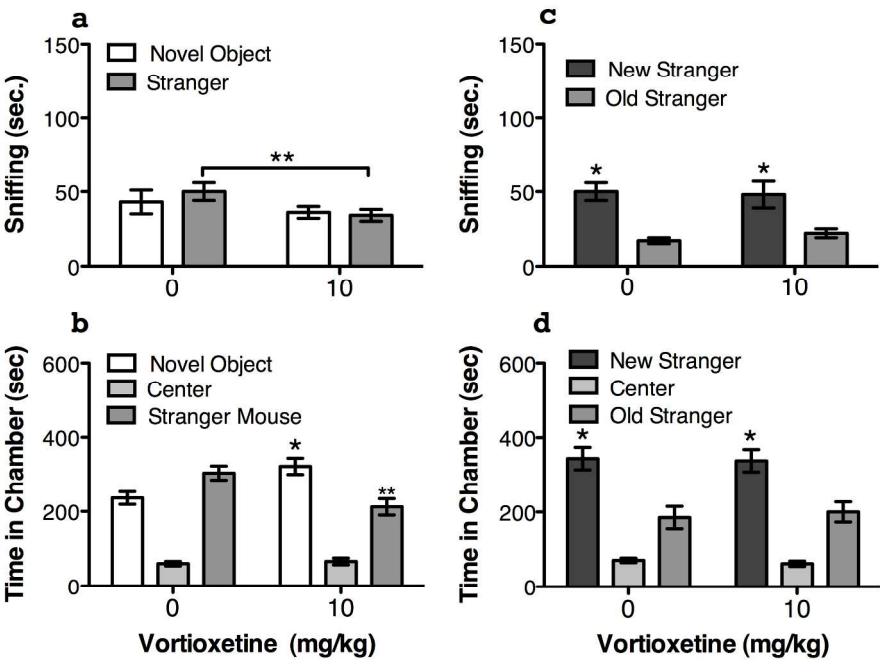 a
Sniffing (sec.)
150
100
50
0
Novel Object
Stranger
**
0 10
c
Sniffing (sec.)
150
100
50
0
New Stranger
Old Stranger
* *
0 10
b
Time in Chamber (sec)
600
400
200
0
Novel Object
Center
Stranger Mouse
*
**
0 10
Vortioxetine (mg/kg)
d
Time in Chamber (sec)
600
400
200
0
New Stranger
Center
Old Stranger
* *
0 10
Vortioxetine (mg/kg)